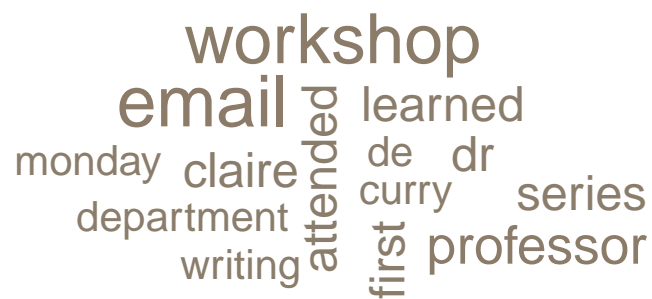 workshop
email
attended
learned
monday
claire
de
dr
curry
series
department
first
professor
writing